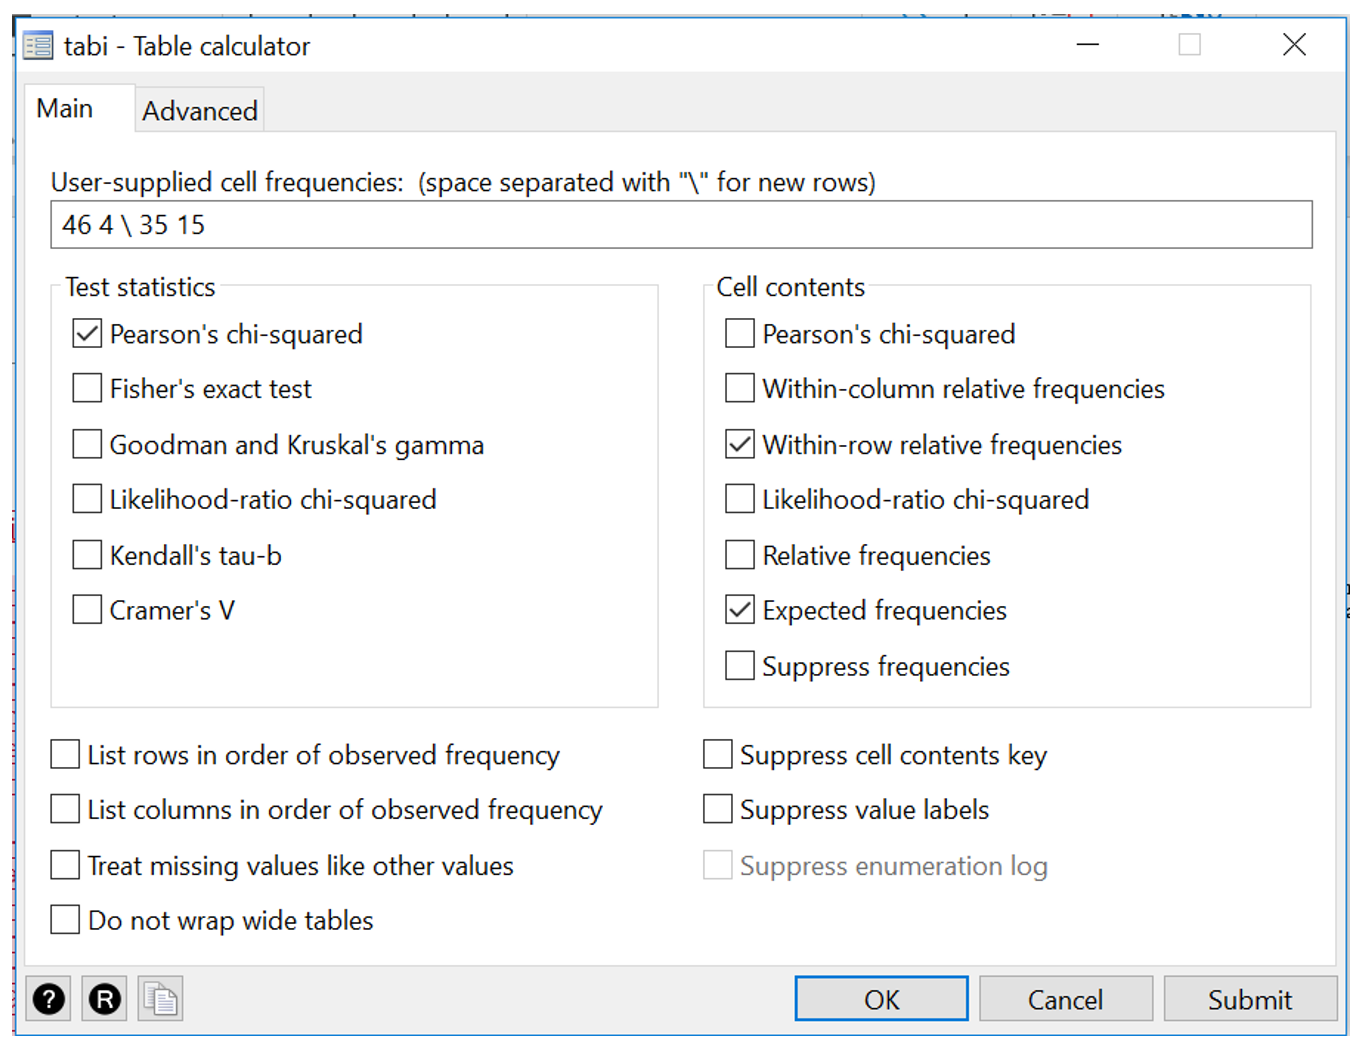 tabi - Table calculator
Main
Advanced
User-supplied cell frequencies:  (space separated with "\" for new rows)
46 4 \ 35 15
Test statistics
Pearson's chi-squared
Fisher's exact test
Goodman and Kruskal's gamma
Likelihood-ratio chi-squared
Kendall's tau-b
Cramer's V
Cell contents
Pearson's chi-squared
Within-column relative frequencies
Within-row relative frequencies
Likelihood-ratio chi-squared
Relative frequencies
Expected frequencies
Suppress frequencies
List rows in order of observed frequency
List columns in order of observed frequency
Treat missing values like other values
Do not wrap wide tables
Suppress cell contents key
Suppress value labels
Suppress enumeration log
? R
OK
Cancel
Submit